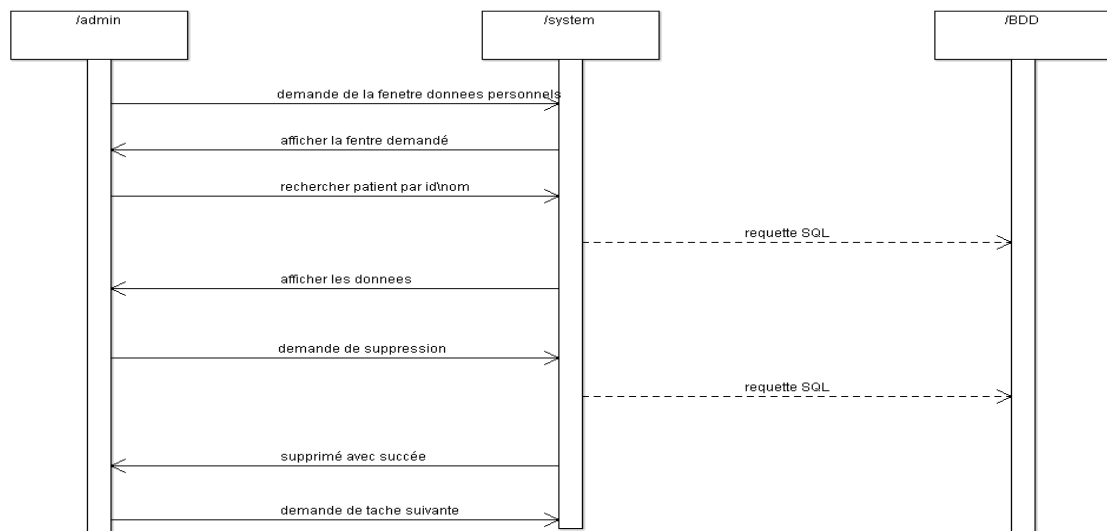 /admin
/system
/BDD
demande de la fenetre donnees personnels
afficher la fentre demandé
rechercher patient par id\nom
requette SQL
afficher les donnees
demande de suppression
requette SQL
supprimé avec succée
demande de tache suivante